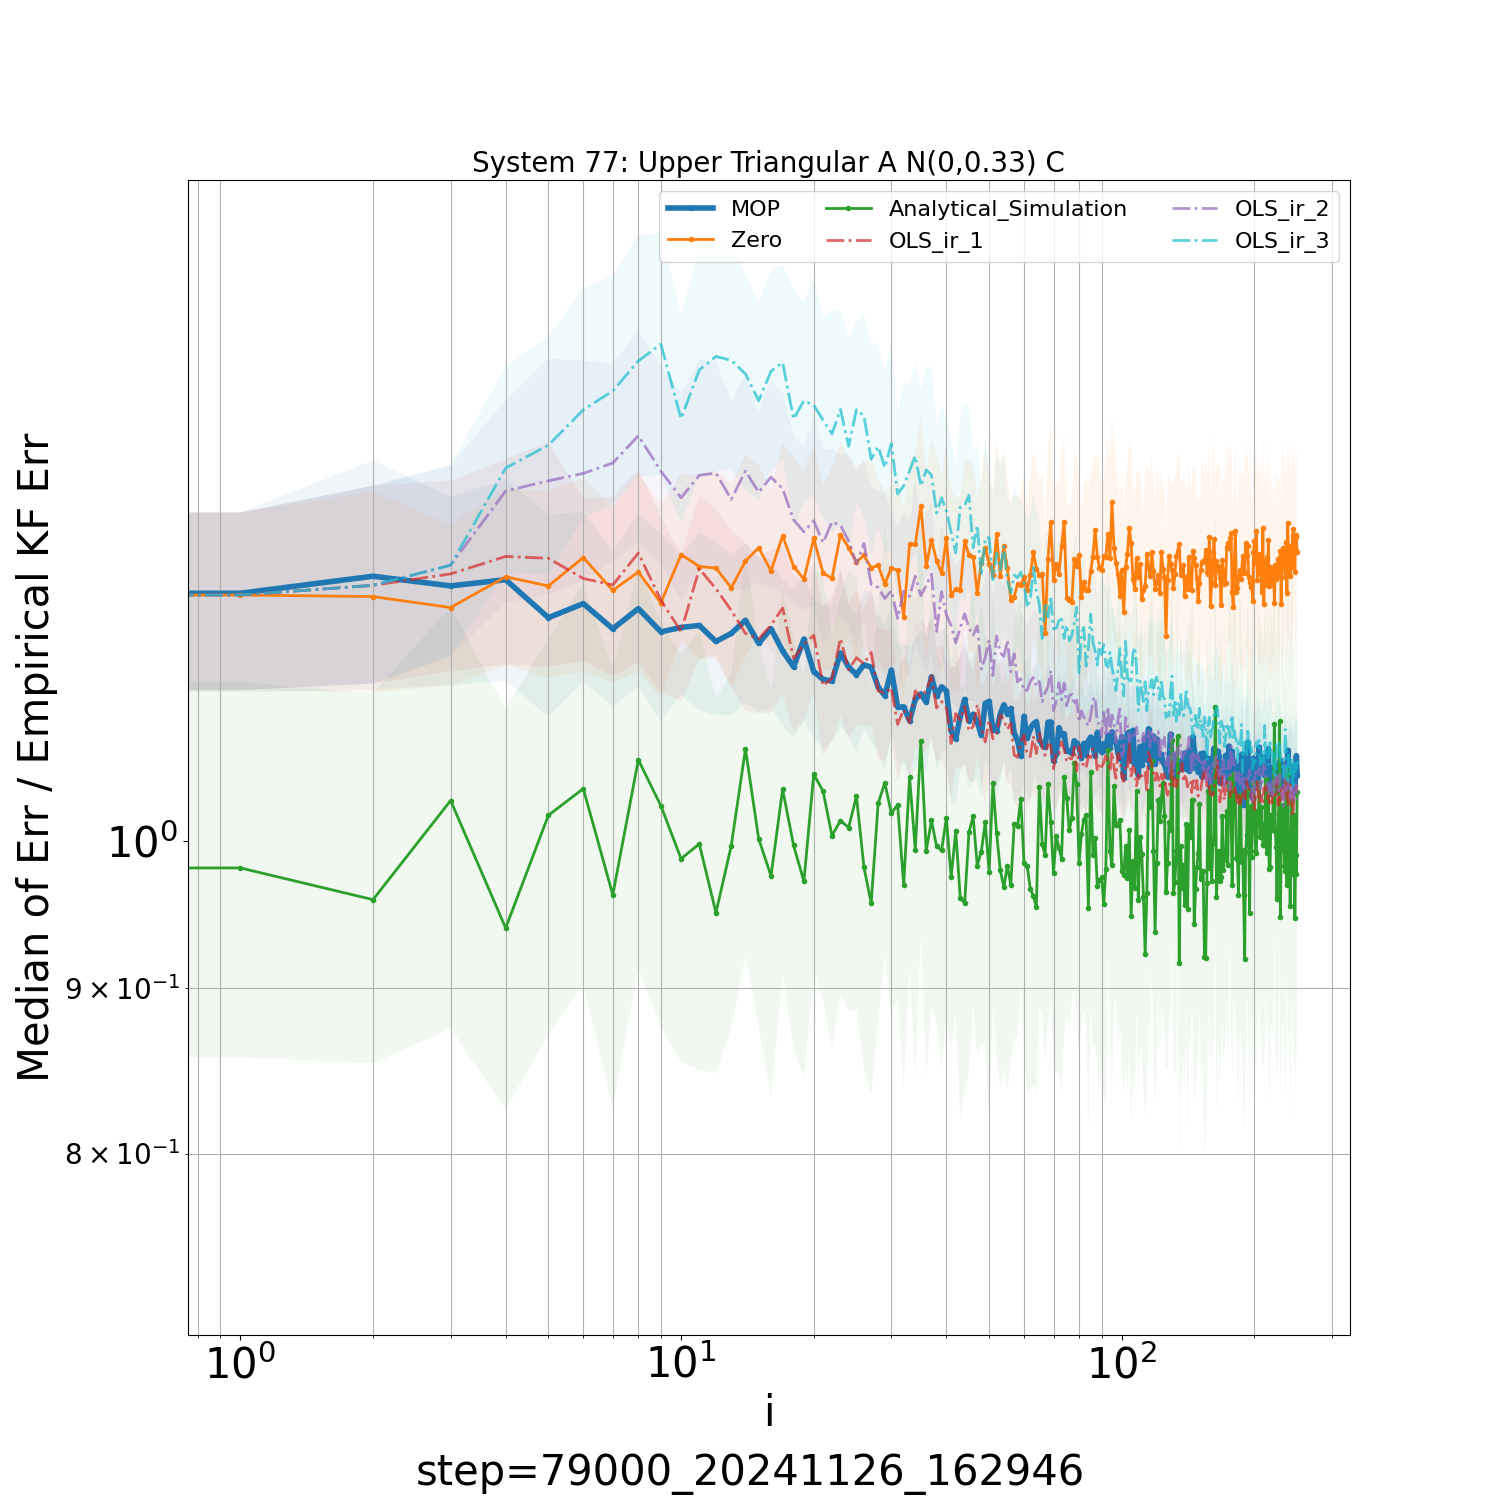 System 77: Upper Triangular A N(0,0.33) C
MOP
Zero
Analytical_Simulation
OLS_ir_1
OLS_ir_2
OLS_ir_3
Median of Err / Empirical KF Err
10⁰
9 × 10⁻¹
8 × 10⁻¹
10⁰
10¹
10²
i
step=79000_20241126_162946